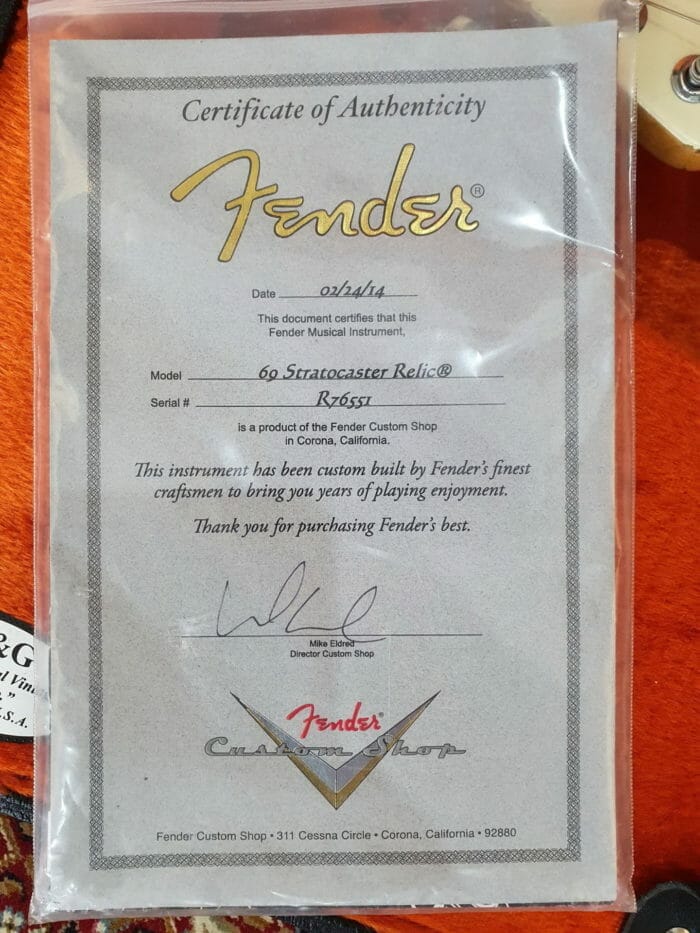 Certificate of Authenticity
Fender®
Date 02/24/14
This document certifies that this
Fender Musical Instrument,
Model 69 Stratocaster Relic®
Serial # R76551
is a product of the Fender Custom Shop
in Corona, California.
This instrument has been custom built by Fender's finest
craftsmen to bring you years of playing enjoyment.
Thank you for purchasing Fender's best.
Mike Eldred
Director Custom Shop
Fender®
Custom Shop
Fender Custom Shop • 311 Cessna Circle • Corona, California • 92880
&G
"
.S.A.